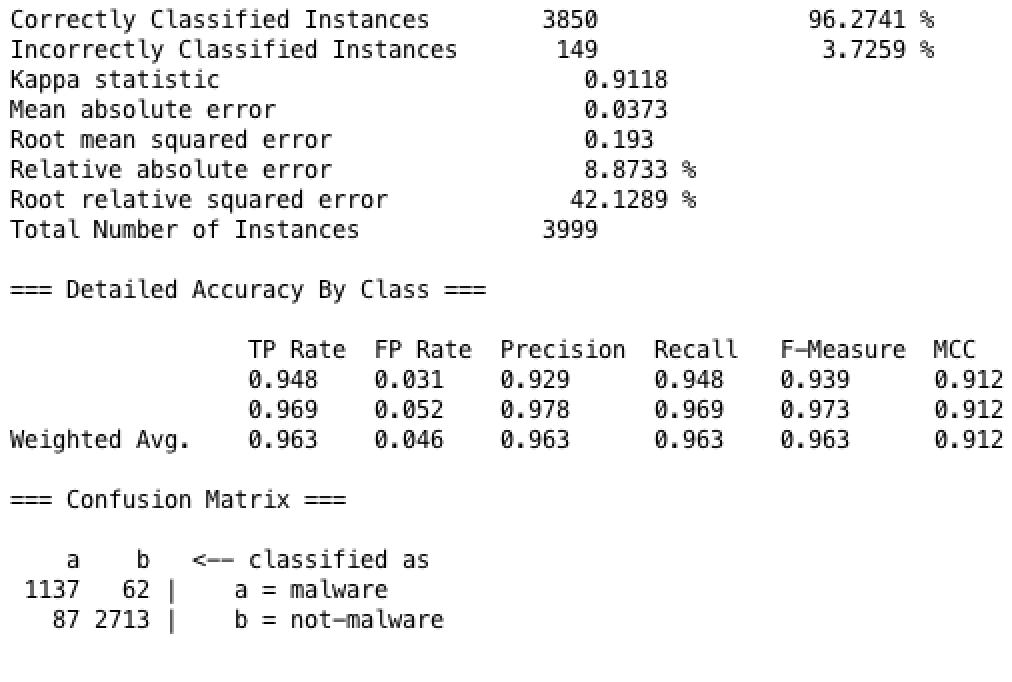 Correctly Classified Instances        3850               96.2741 %
Incorrectly Classified Instances       149                3.7259 %
Kappa statistic                          0.9118
Mean absolute error                      0.0373
Root mean squared error                  0.193
Relative absolute error                  8.8733 %
Root relative squared error             42.1289 %
Total Number of Instances             3999
=== Detailed Accuracy By Class ===
                 TP Rate  FP Rate  Precision  Recall   F-Measure  MCC
                 0.948    0.031    0.929      0.948    0.939      0.912
                 0.969    0.052    0.978      0.969    0.973      0.912
Weighted Avg.    0.963    0.046    0.963      0.963    0.963      0.912
=== Confusion Matrix ===
    a    b   <-- classified as
 1137   62 |    a = malware
   87 2713 |    b = not-malware